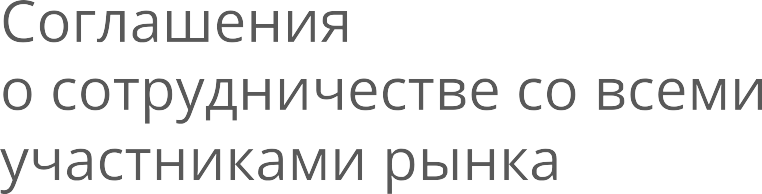 Соглашения
о сотрудничестве со всеми
участниками рынка